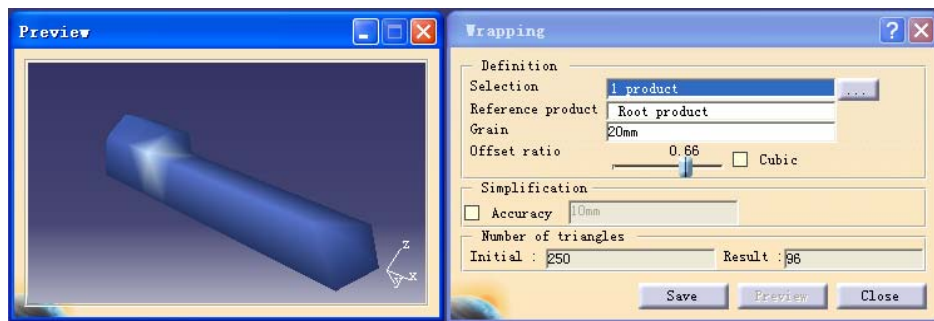 Preview
z
x
Wrapping
Definition
Selection 1 product ...
Reference product Root product
Grain 20mm
Offset ratio 0.66 Cubic
Simplification
Accuracy 10mm
Number of triangles
Initial : 250 Result : 96
Save Preview Close